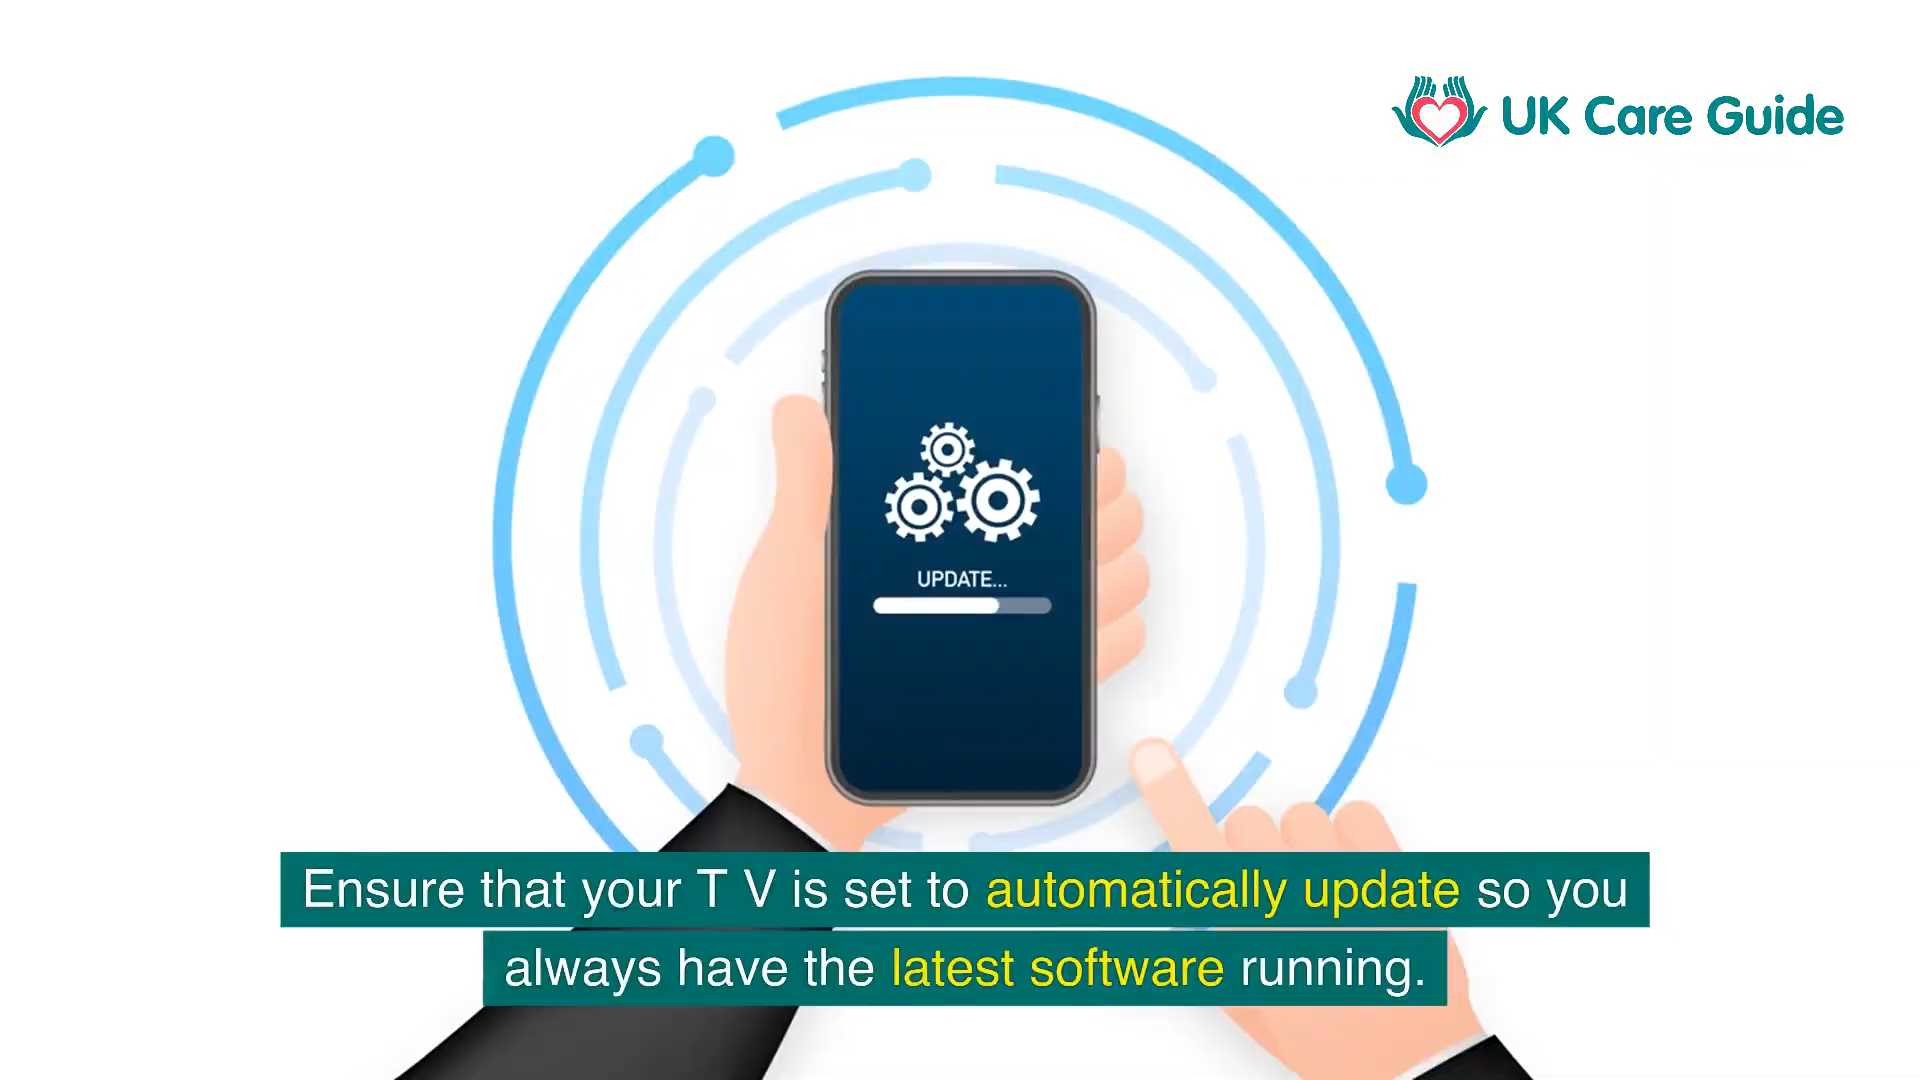 UK Care Guide
UPDATE...
Ensure that your T V is set to automatically update so you
always have the latest software running.